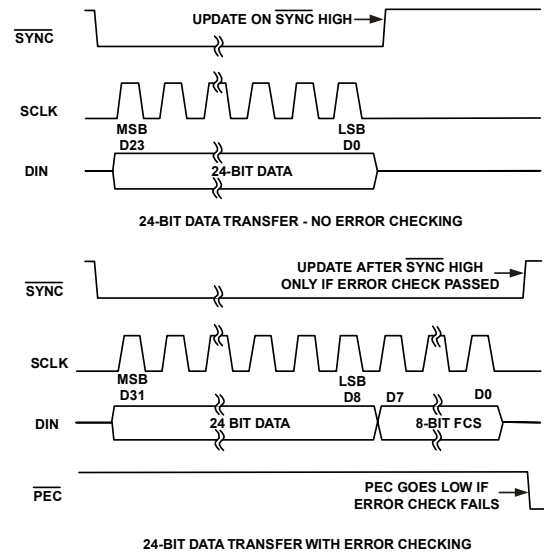 UPDATE ON SYNC HIGH
SYNC
SCLK
MSB LSB
D23 D0
DIN
24-BIT DATA
24-BIT DATA TRANSFER - NO ERROR CHECKING
UPDATE AFTER SYNC HIGH
ONLY IF ERROR CHECK PASSED
SYNC
SCLK
MSB LSB
D31 D8 D7 D0
DIN
24 BIT DATA 8-BIT FCS
PEC GOES LOW IF
ERROR CHECK FAILS
PEC
24-BIT DATA TRANSFER WITH ERROR CHECKING